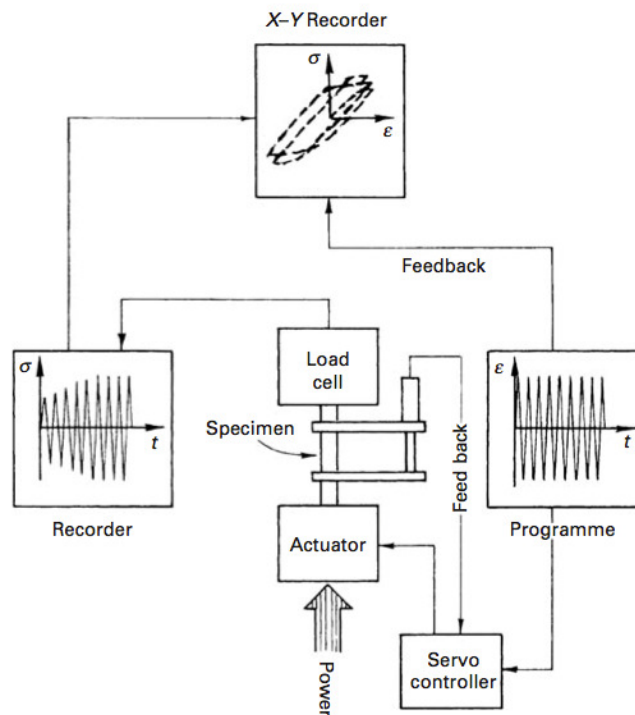 X–Y Recorder
σ
ε
Feedback
σ
t
Recorder
Load
cell
Specimen
Feed back
ε
t
Programme
Actuator
Servo
controller
Power